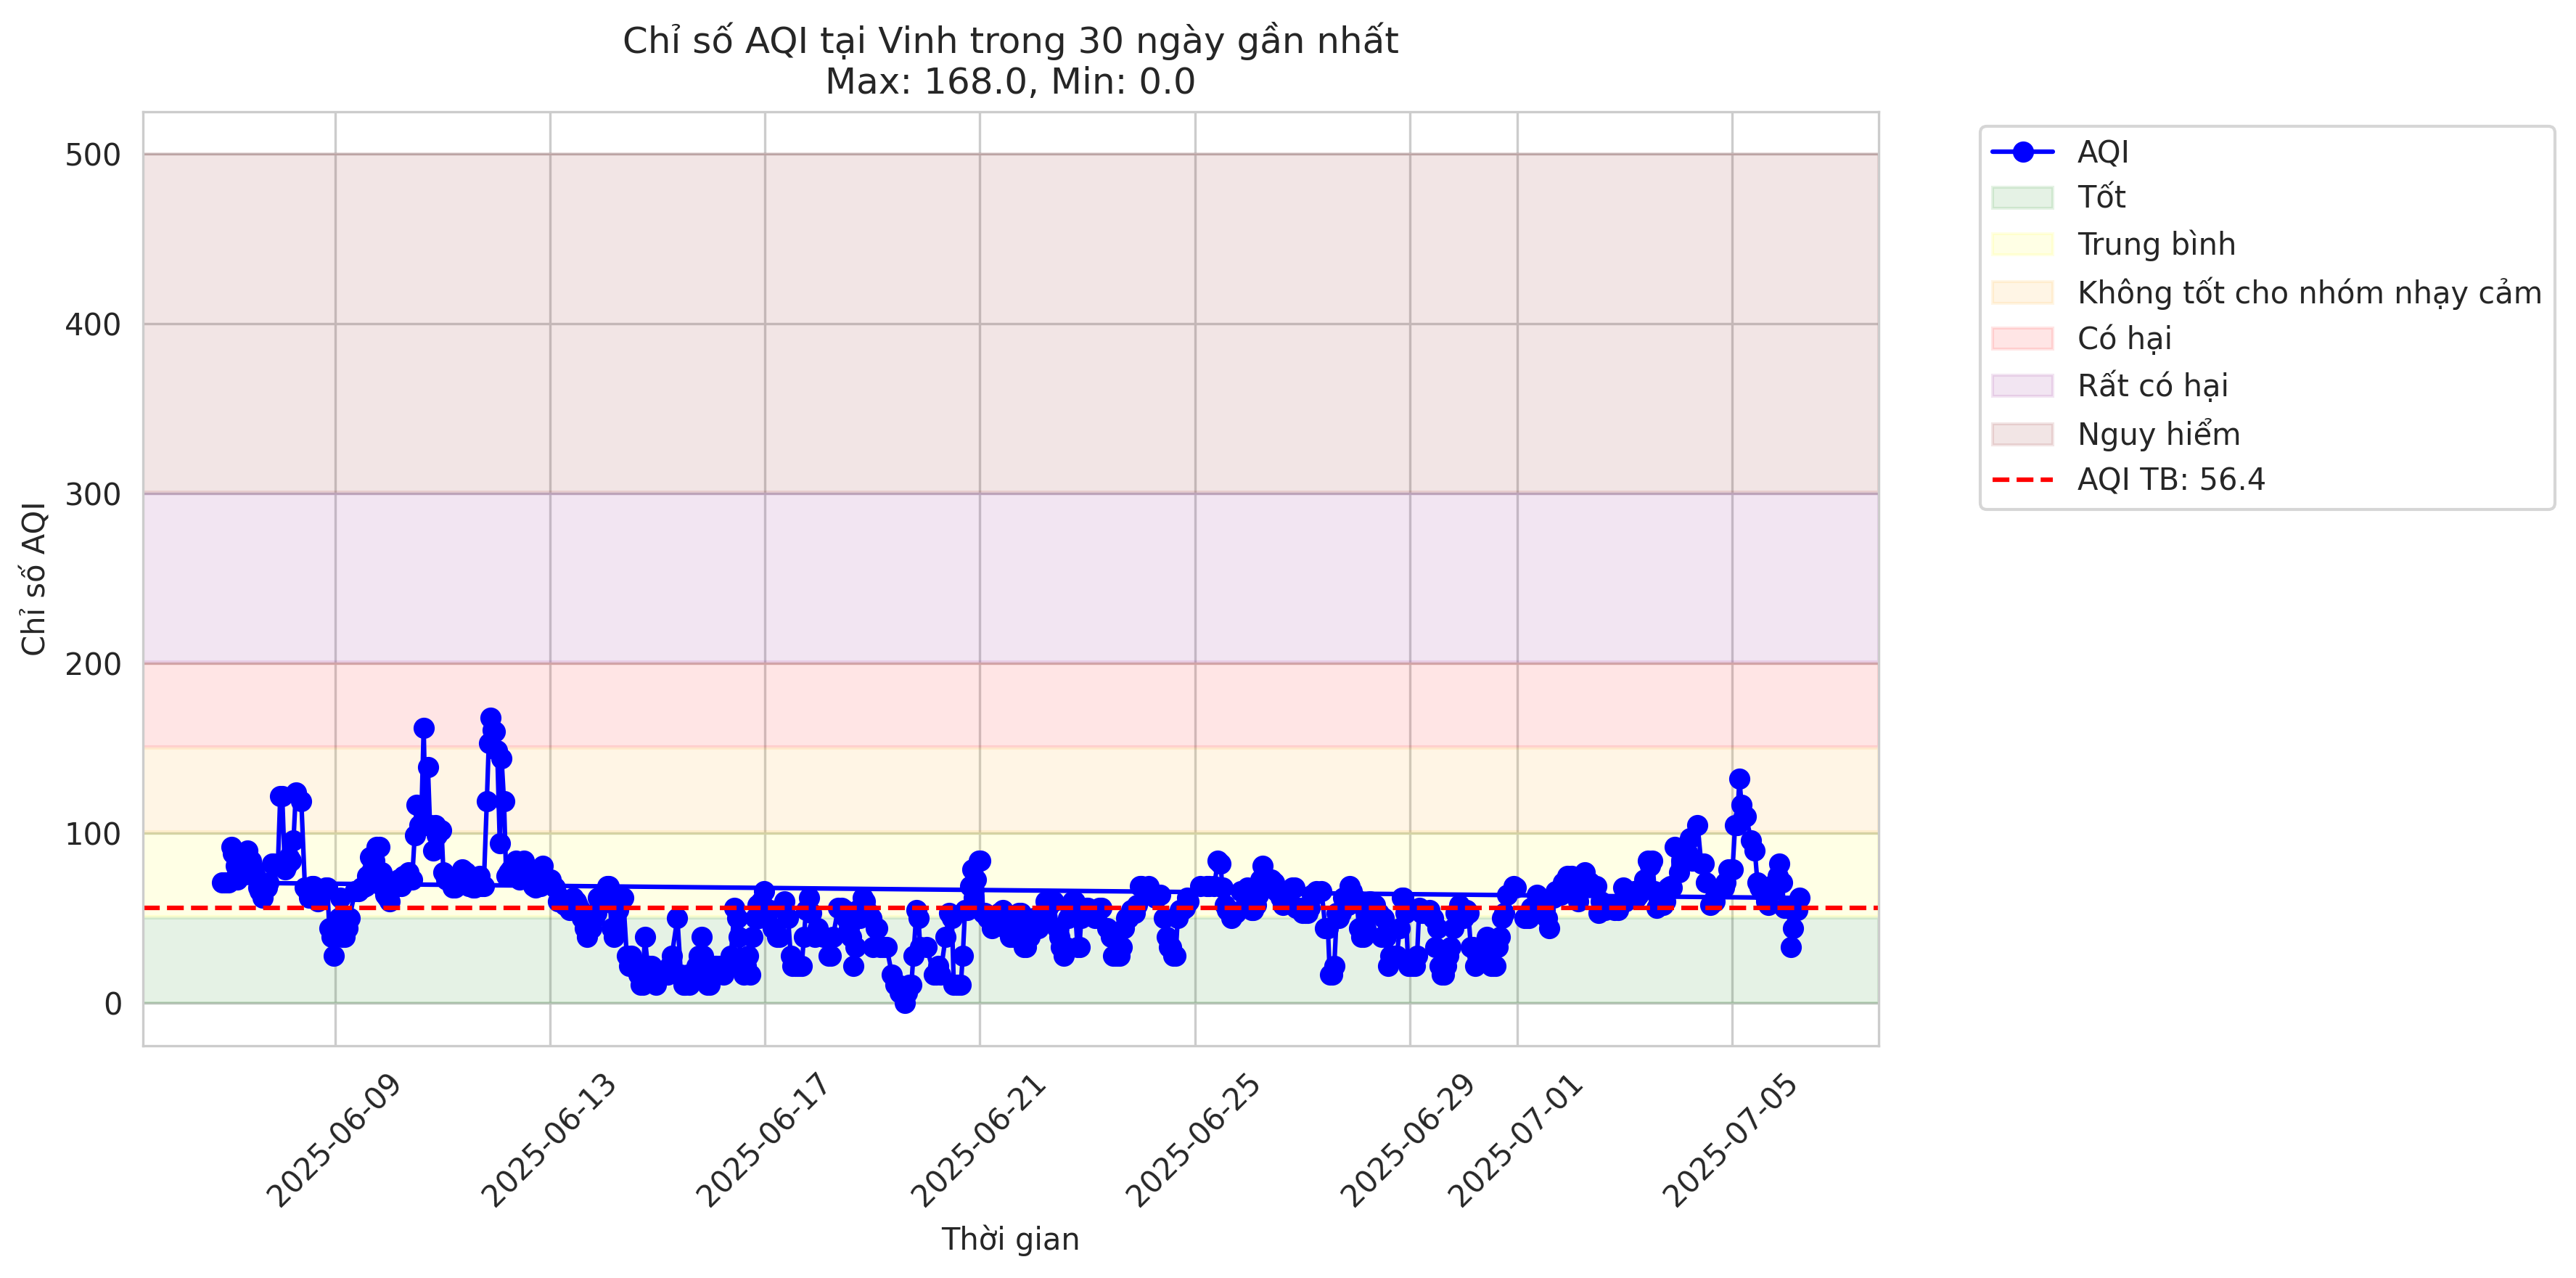 Chỉ số AQI tại Vinh trong 30 ngày gần nhất
Max: 168.0, Min: 0.0
Chỉ số AQI
500
400
300
200
100
0
2025-06-09
2025-06-13
2025-06-17
2025-06-21
2025-06-25
2025-06-29
2025-07-01
2025-07-05
Thời gian
AQI
Tốt
Trung bình
Không tốt cho nhóm nhạy cảm
Có hại
Rất có hại
Nguy hiểm
AQI TB: 56.4